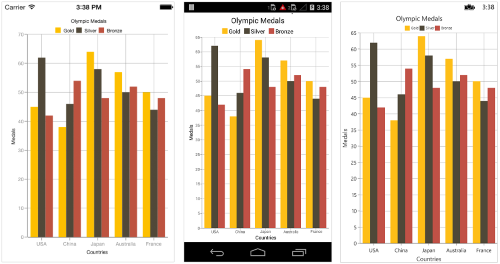 Carrier 3:38 PM
Olympic Medals
Gold Silver Bronze
70
60
50
40
30
20
10
0
Medals
USA China Japan Australia France
Countries
3:38
Olympic Medals
Gold Silver Bronze
Medals
USA China Japan Australia France
Countries
3:38
Olympic Medals
Gold Silver Bronze
65
60
55
50
45
40
35
30
25
20
15
10
5
0
Medals
USA China Japan Australia France
Countries